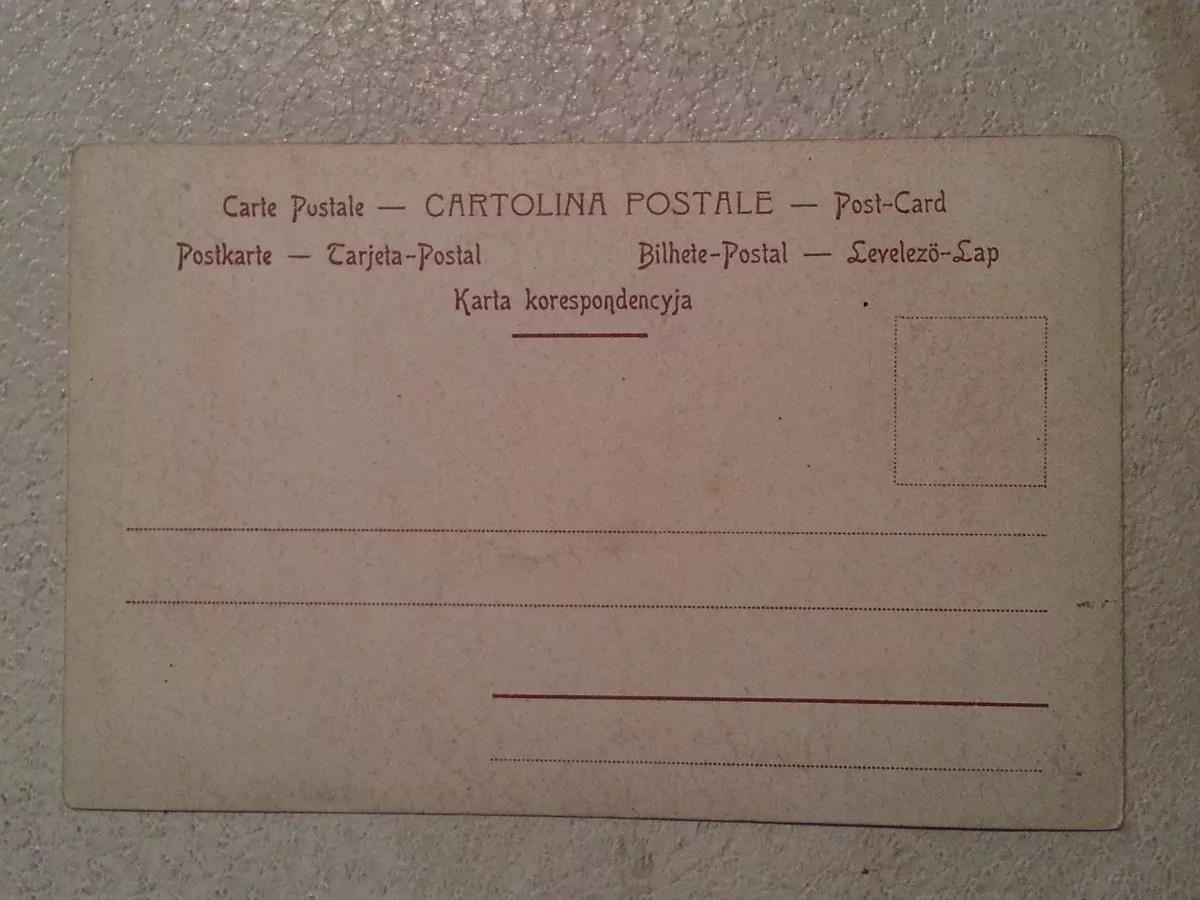 Carte Postale — CARTOLINA POSTALE — Post-Card
Postkarte — Tarjeta-Postal Bilhete-Postal — Levelezö-Lap
Karta korespondencyja